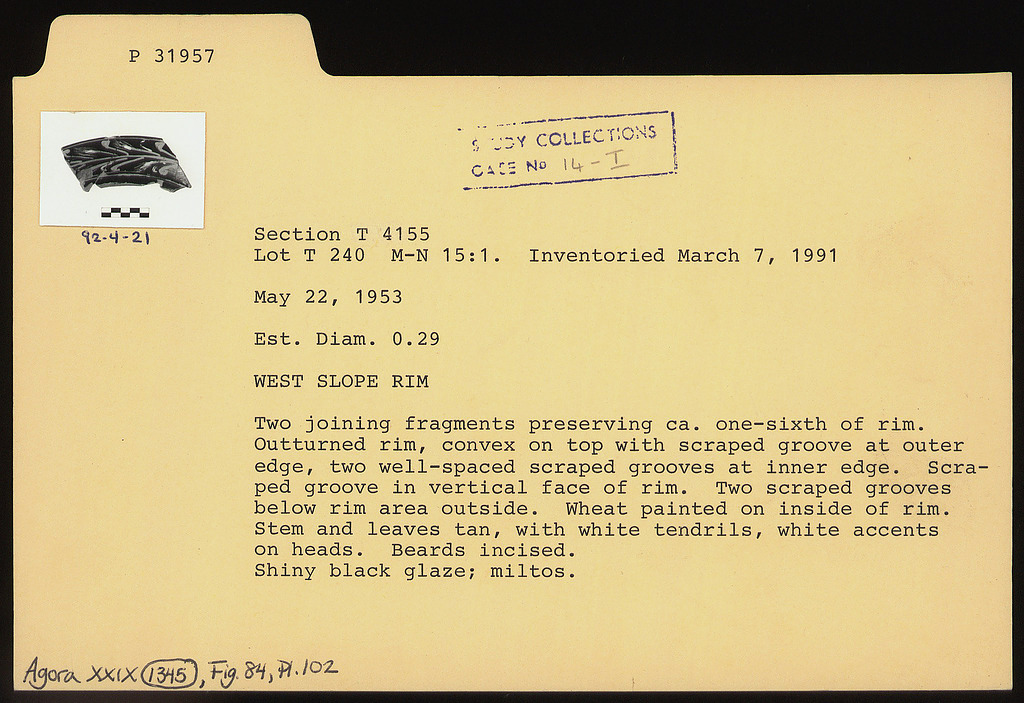 P 31957
STUDY COLLECTIONS
CASE No 14-I
92-4-21
Section T 4155
Lot T 240  M-N 15:1.  Inventoried March 7, 1991
May 22, 1953
Est. Diam. 0.29
WEST SLOPE RIM
Two joining fragments preserving ca. one-sixth of rim.
Outturned rim, convex on top with scraped groove at outer
edge, two well-spaced scraped grooves at inner edge.  Scra-
ped groove in vertical face of rim.  Two scraped grooves
below rim area outside.  Wheat painted on inside of rim.
Stem and leaves tan, with white tendrils, white accents
on heads.  Beards incised.
Shiny black glaze; miltos.
Agora XXIX 1345, Fig. 84, Pl. 102